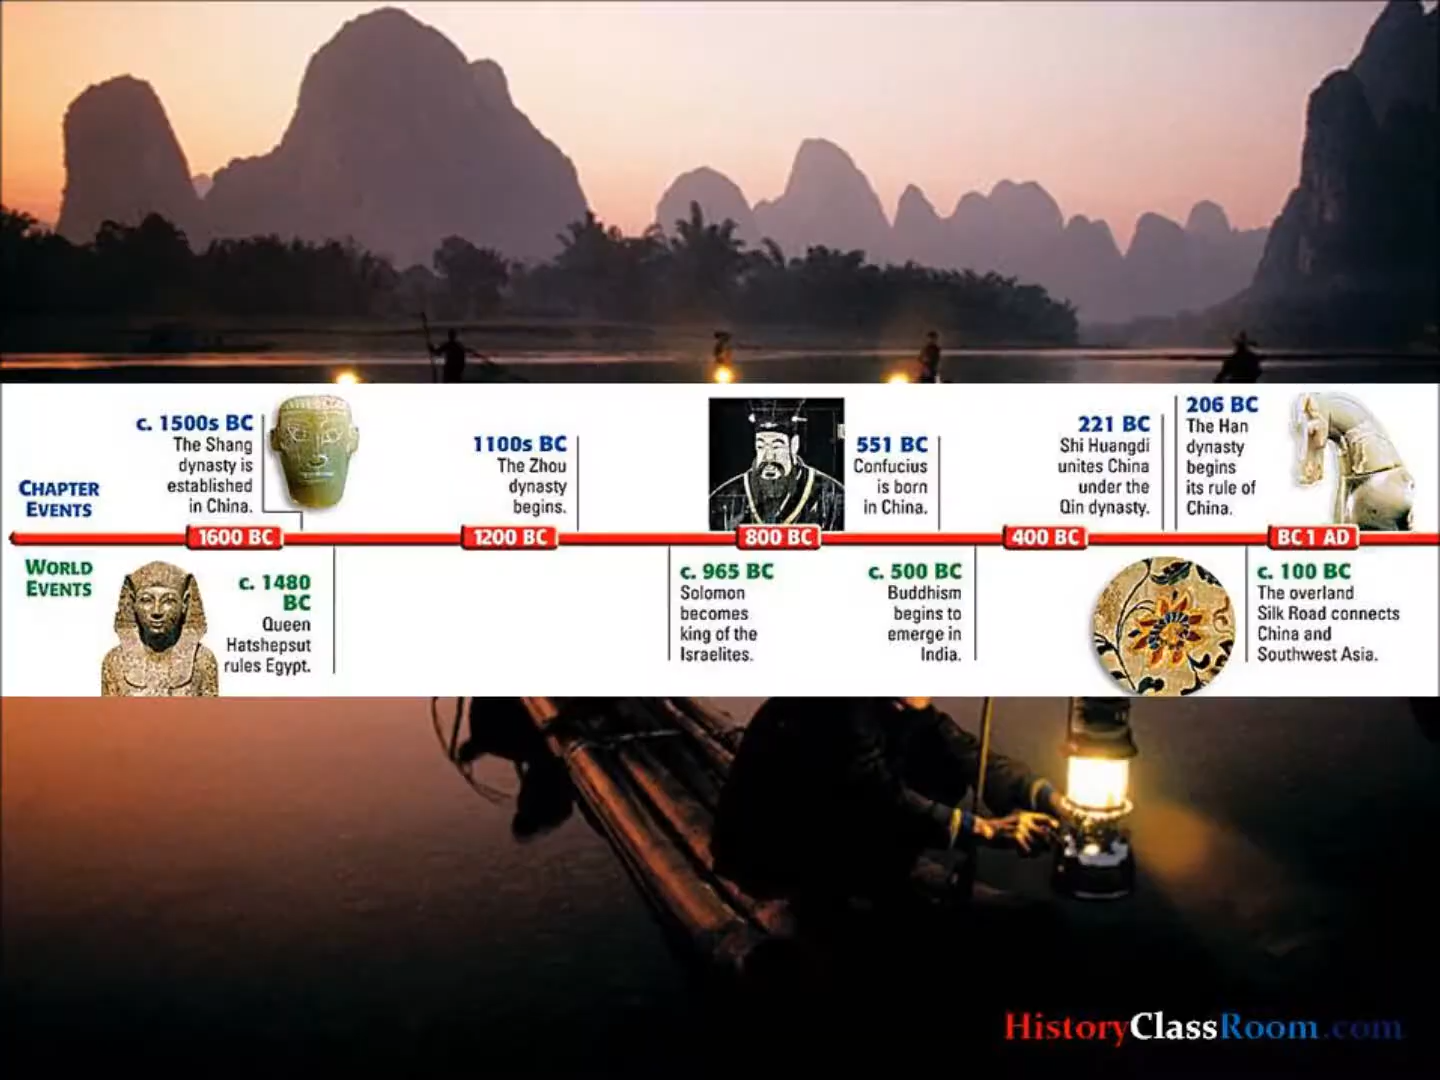 CHAPTER
EVENTS
c. 1500s BC
The Shang
dynasty is
established
in China.
1100s BC
The Zhou
dynasty
begins.
551 BC
Confucius
is born
in China.
221 BC
Shi Huangdi
unites China
under the
Qin dynasty.
206 BC
The Han
dynasty
begins
its rule of
China.
1600 BC
1200 BC
800 BC
400 BC
BC 1 AD
WORLD
EVENTS
c. 1480
BC
Queen
Hatshepsut
rules Egypt.
c. 965 BC
Solomon
becomes
king of the
Israelites.
c. 500 BC
Buddhism
begins to
emerge in
India.
c. 100 BC
The overland
Silk Road connects
China and
Southwest Asia.
HistoryClassRoom.com